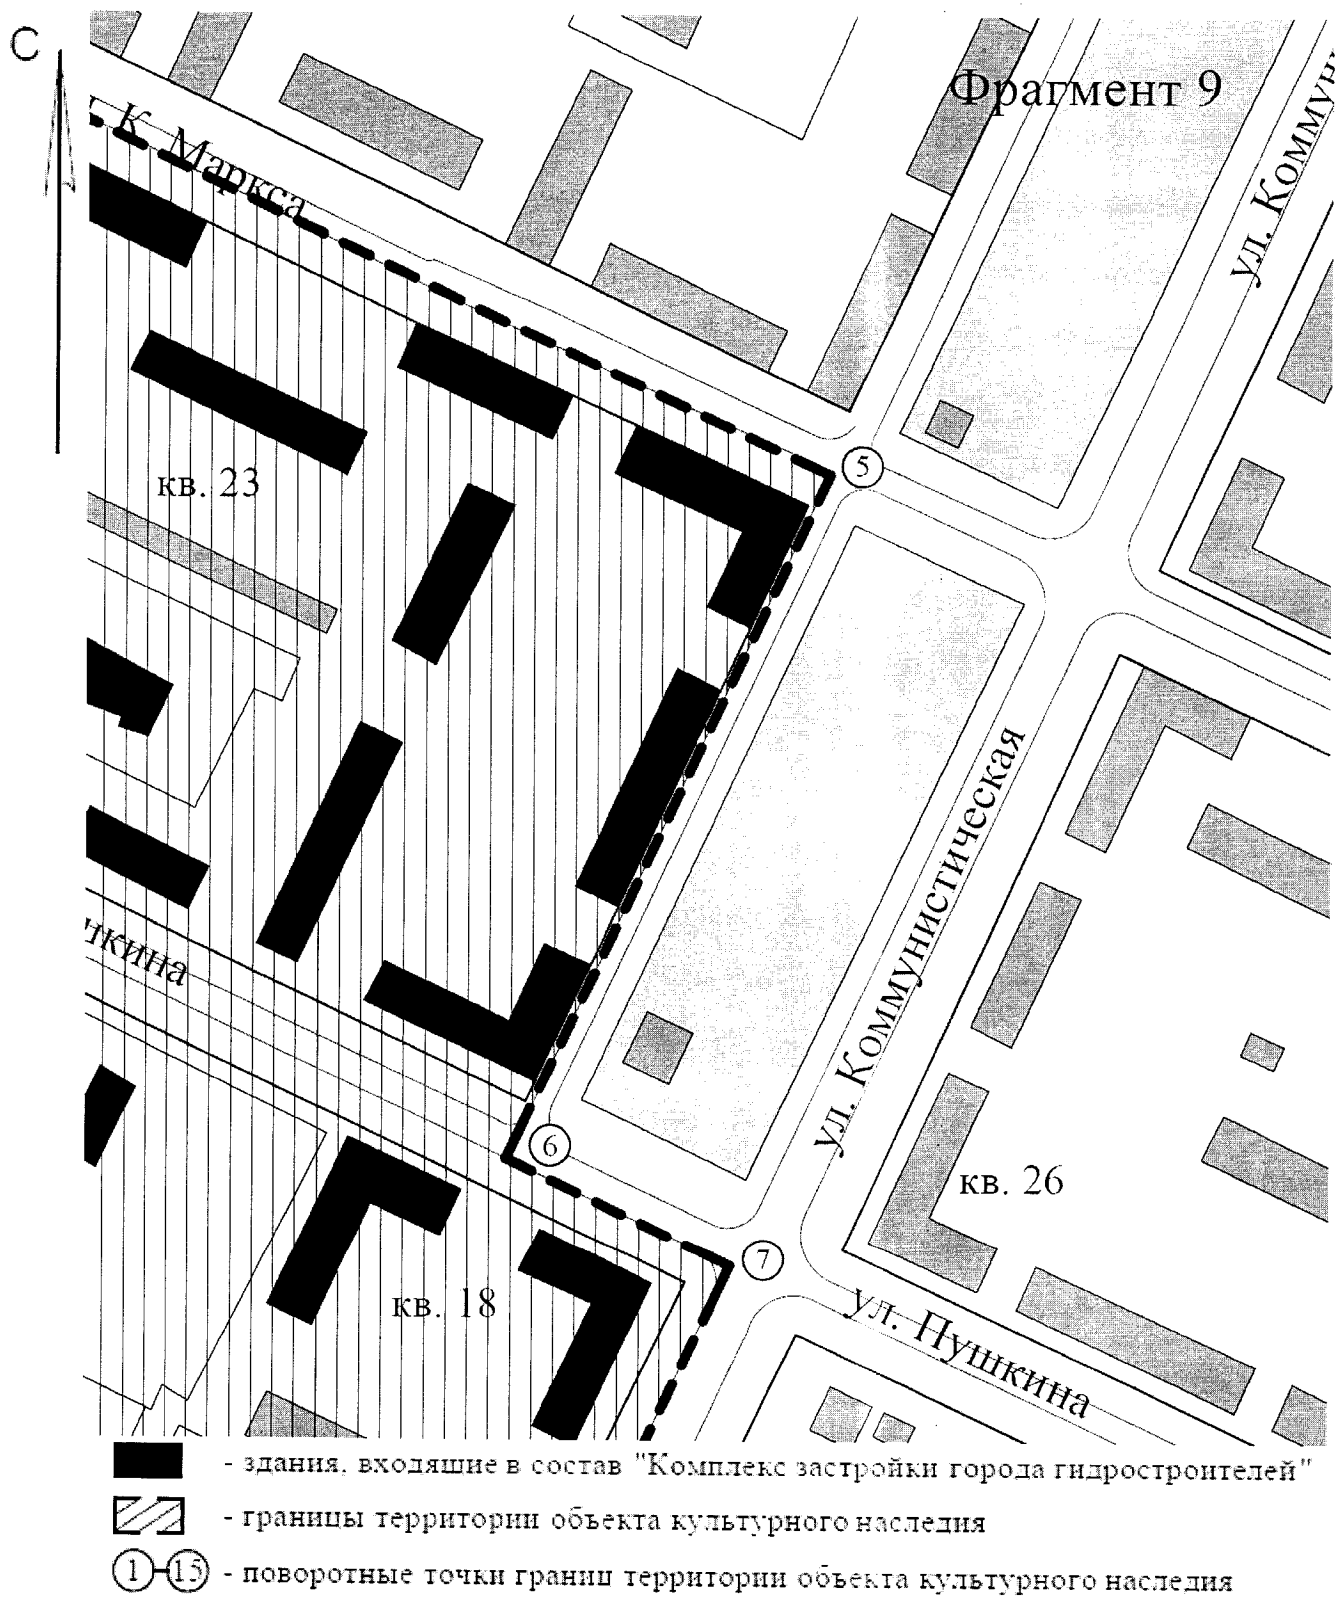 С
Фрагмент 9
К. Маркса
ул. Коммун
5
кв. 23
ул. Коммунистическая
чкина
6
кв. 26
7
кв. 18
ул. Пушкина
- здания, входящие в состав "Комплекс застройки города гидростроителей"
- границы территории объекта культурного наследия
1-15 - поворотные точки границ территории объекта культурного наследия